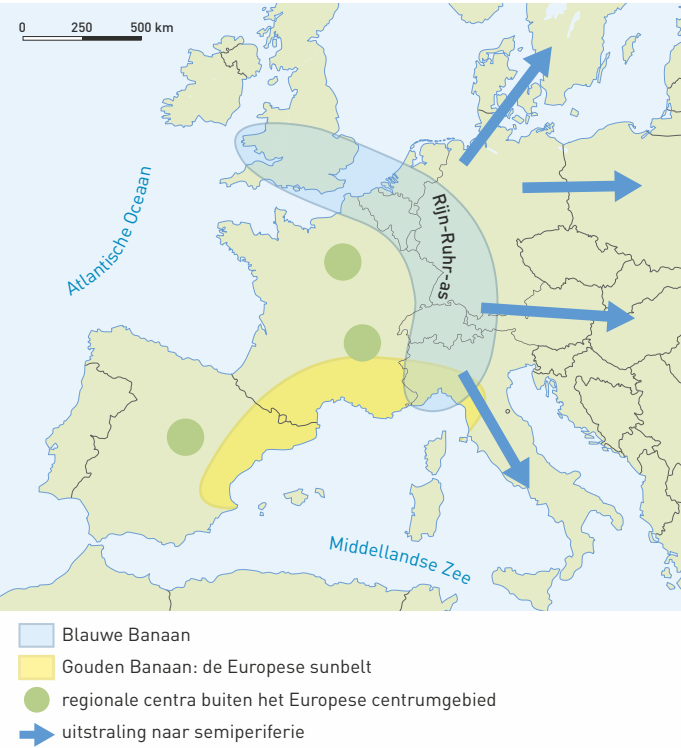 0 250 500 km
Atlantische Oceaan
Rijn-Ruhr-as
Middellandse Zee
Blauwe Banaan
Gouden Banaan: de Europese sunbelt
regionale centra buiten het Europese centrumgebied
uitstraling naar semiperiferie